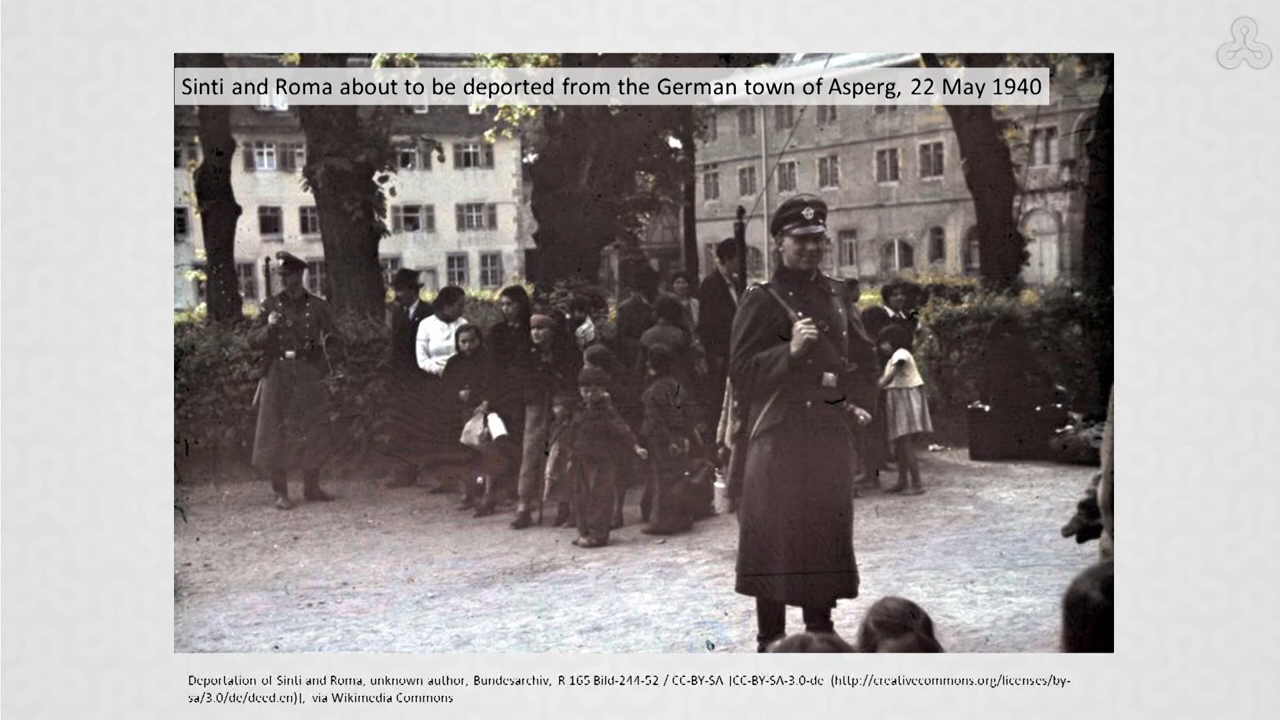 Sinti and Roma about to be deported from the German town of Asperg, 22 May 1940
Deportation of Sinti and Roma, unknown author, Bundesarchiv, R 165 Bild-244-52 / CC-BY-SA [CC-BY-SA-3.0-de (http://creativecommons.org/licenses/by-
sa/3.0/de/deed.en)], via Wikimedia Commons